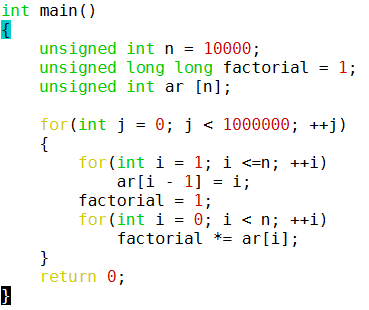 int main()
{
    unsigned int n = 10000;
    unsigned long long factorial = 1;
    unsigned int ar [n];

    for(int j = 0; j < 1000000; ++j)
    {
        for(int i = 1; i <=n; ++i)
            ar[i - 1] = i;
        factorial = 1;
        for(int i = 0; i < n; ++i)
            factorial *= ar[i];
    }
    return 0;
}